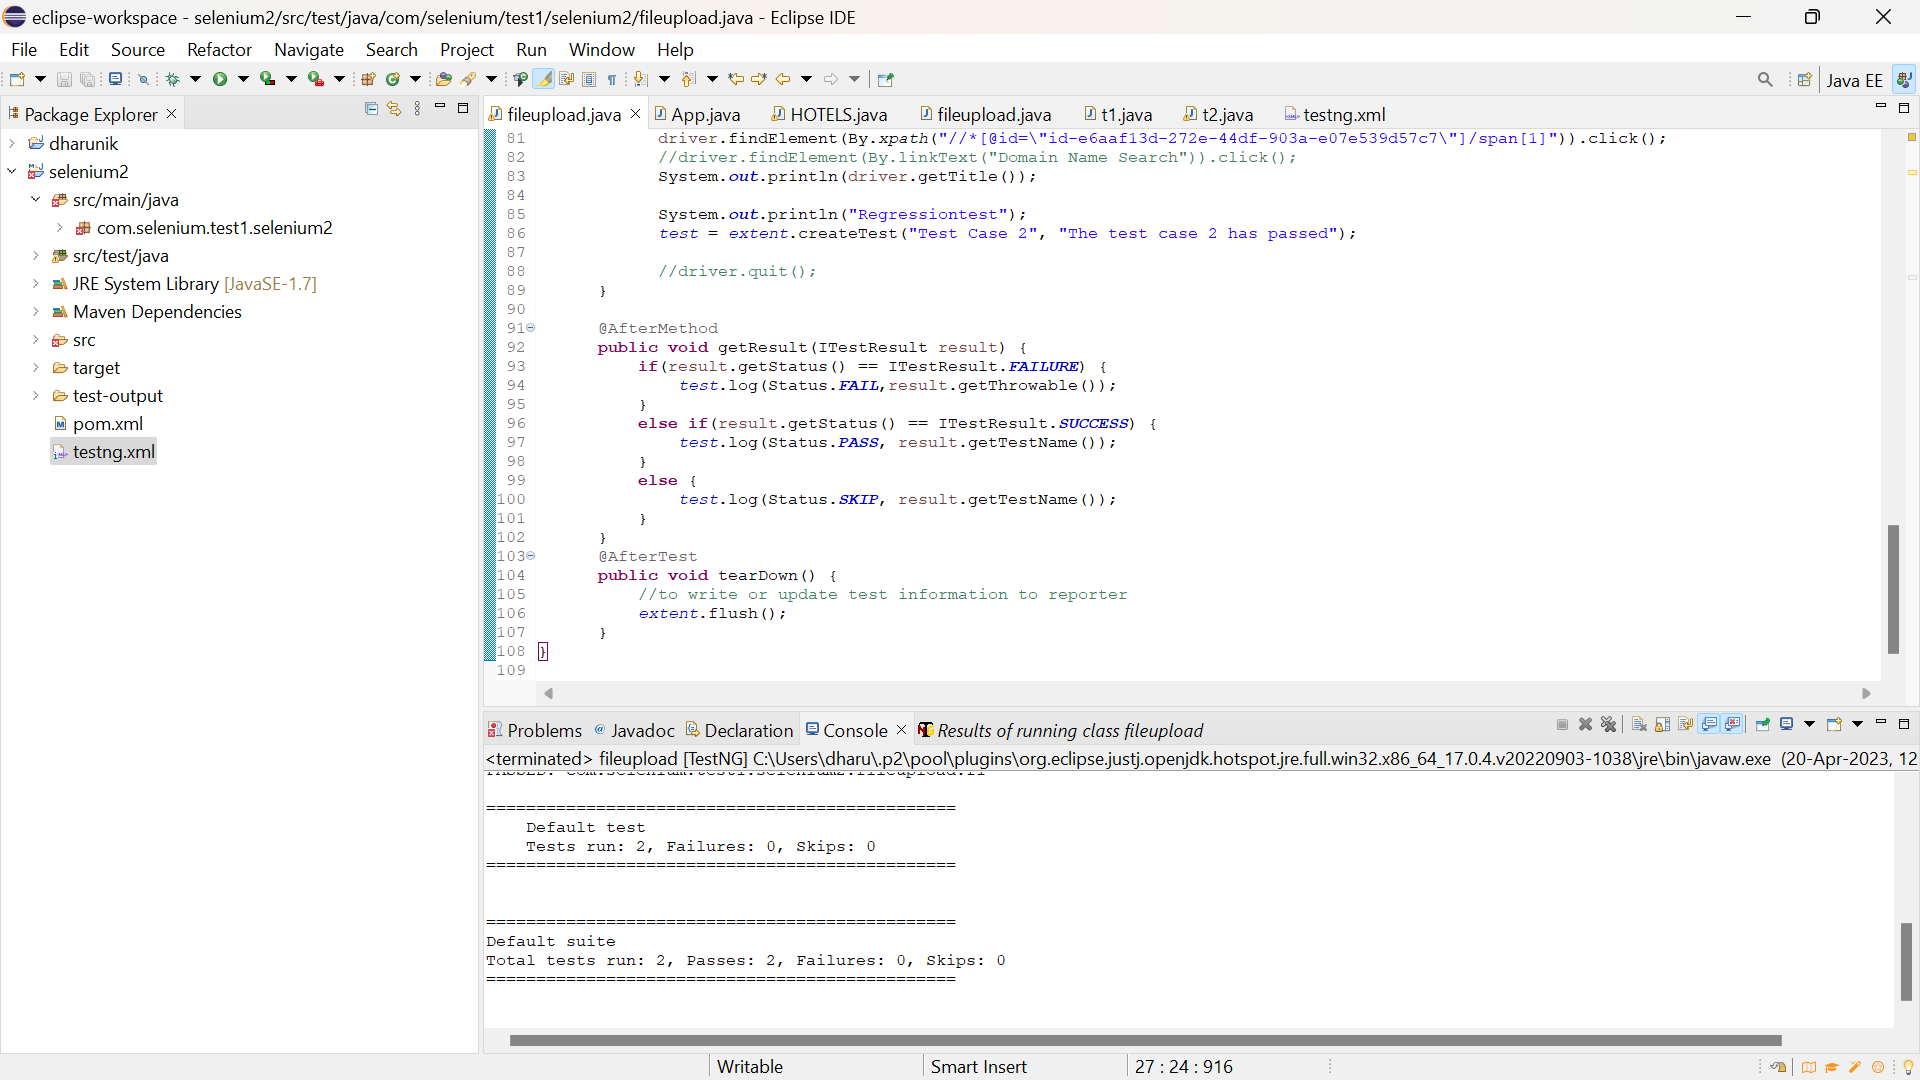 eclipse-workspace - selenium2/src/test/java/com/selenium/test1/selenium2/fileupload.java - Eclipse IDE
File Edit Source Refactor Navigate Search Project Run Window Help
Java EE
Package Explorer
dharunik
selenium2
src/main/java
com.selenium.test1.selenium2
src/test/java
JRE System Library [JavaSE-1.7]
Maven Dependencies
src
target
test-output
pom.xml
testng.xml
fileupload.java App.java HOTELS.java fileupload.java t1.java t2.java testng.xml
81 driver.findElement(By.xpath("//*[@id=\"id-e6aaf13d-272e-44df-903a-e07e539d57c7\"]/span[1]")).click();
82 //driver.findElement(By.linkText("Domain Name Search")).click();
83 System.out.println(driver.getTitle());
84
85 System.out.println("Regressiontest");
86 test = extent.createTest("Test Case 2", "The test case 2 has passed");
87
88 //driver.quit();
89 }
90
91 @AfterMethod
92 public void getResult(ITestResult result) {
93 if(result.getStatus() == ITestResult.FAILURE) {
94 test.log(Status.FAIL,result.getThrowable());
95 }
96 else if(result.getStatus() == ITestResult.SUCCESS) {
97 test.log(Status.PASS, result.getTestName());
98 }
99 else {
100 test.log(Status.SKIP, result.getTestName());
101 }
102 }
103 @AfterTest
104 public void tearDown() {
105 //to write or update test information to reporter
106 extent.flush();
107 }
108 }
109
Problems Javadoc Declaration Console Results of running class fileupload
<terminated> fileupload [TestNG] C:\Users\dharu\.p2\pool\plugins\org.eclipse.justj.openjdk.hotspot.jre.full.win32.x86_64_17.0.4.v20220903-1038\jre\bin\javaw.exe (20-Apr-2023, 12
===============================================
Default test
Tests run: 2, Failures: 0, Skips: 0
===============================================
===============================================
Default suite
Total tests run: 2, Passes: 2, Failures: 0, Skips: 0
===============================================
Writable Smart Insert 27 : 24 : 916